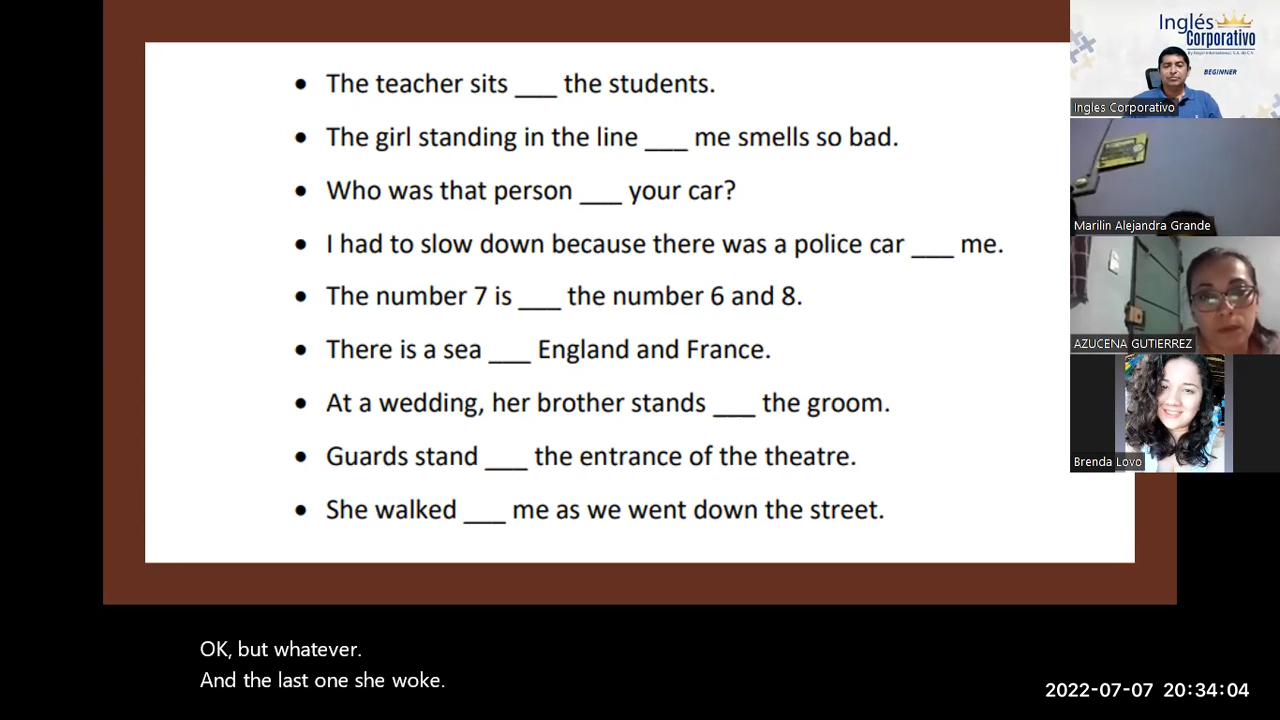 • The teacher sits ___ the students.
• The girl standing in the line ___ me smells so bad.
• Who was that person ___ your car?
• I had to slow down because there was a police car ___ me.
• The number 7 is ___ the number 6 and 8.
• There is a sea ___ England and France.
• At a wedding, her brother stands ___ the groom.
• Guards stand ___ the entrance of the theatre.
• She walked ___ me as we went down the street.
Inglés
Corporativo
BEGINNER
Ingles Corporativo
Marilin Alejandra Grande
AZUCENA GUTIERREZ
Brenda Lovo
OK, but whatever.
And the last one she woke.
2022-07-07 20:34:04